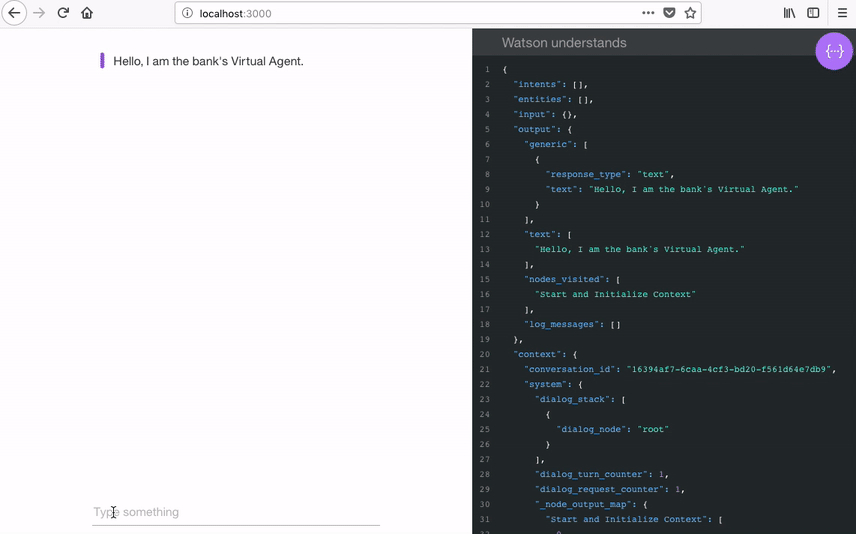 localhost:3000
Hello, I am the bank's Virtual Agent.
Type something
Watson understands
{···}
1 {
2 "intents": [],
3 "entities": [],
4 "input": {},
5 "output": {
6 "generic": [
7 {
8 "response_type": "text",
9 "text": "Hello, I am the bank's Virtual Agent."
10 }
11 ],
12 "text": [
13 "Hello, I am the bank's Virtual Agent."
14 ],
15 "nodes_visited": [
16 "Start and Initialize Context"
17 ],
18 "log_messages": []
19 },
20 "context": {
21 "conversation_id": "16394af7-6caa-4cf3-bd20-f561d64e7db9",
22 "system": {
23 "dialog_stack": [
24 {
25 "dialog_node": "root"
26 }
27 ],
28 "dialog_turn_counter": 1,
29 "dialog_request_counter": 1,
30 "_node_output_map": {
31 "Start and Initialize Context": [